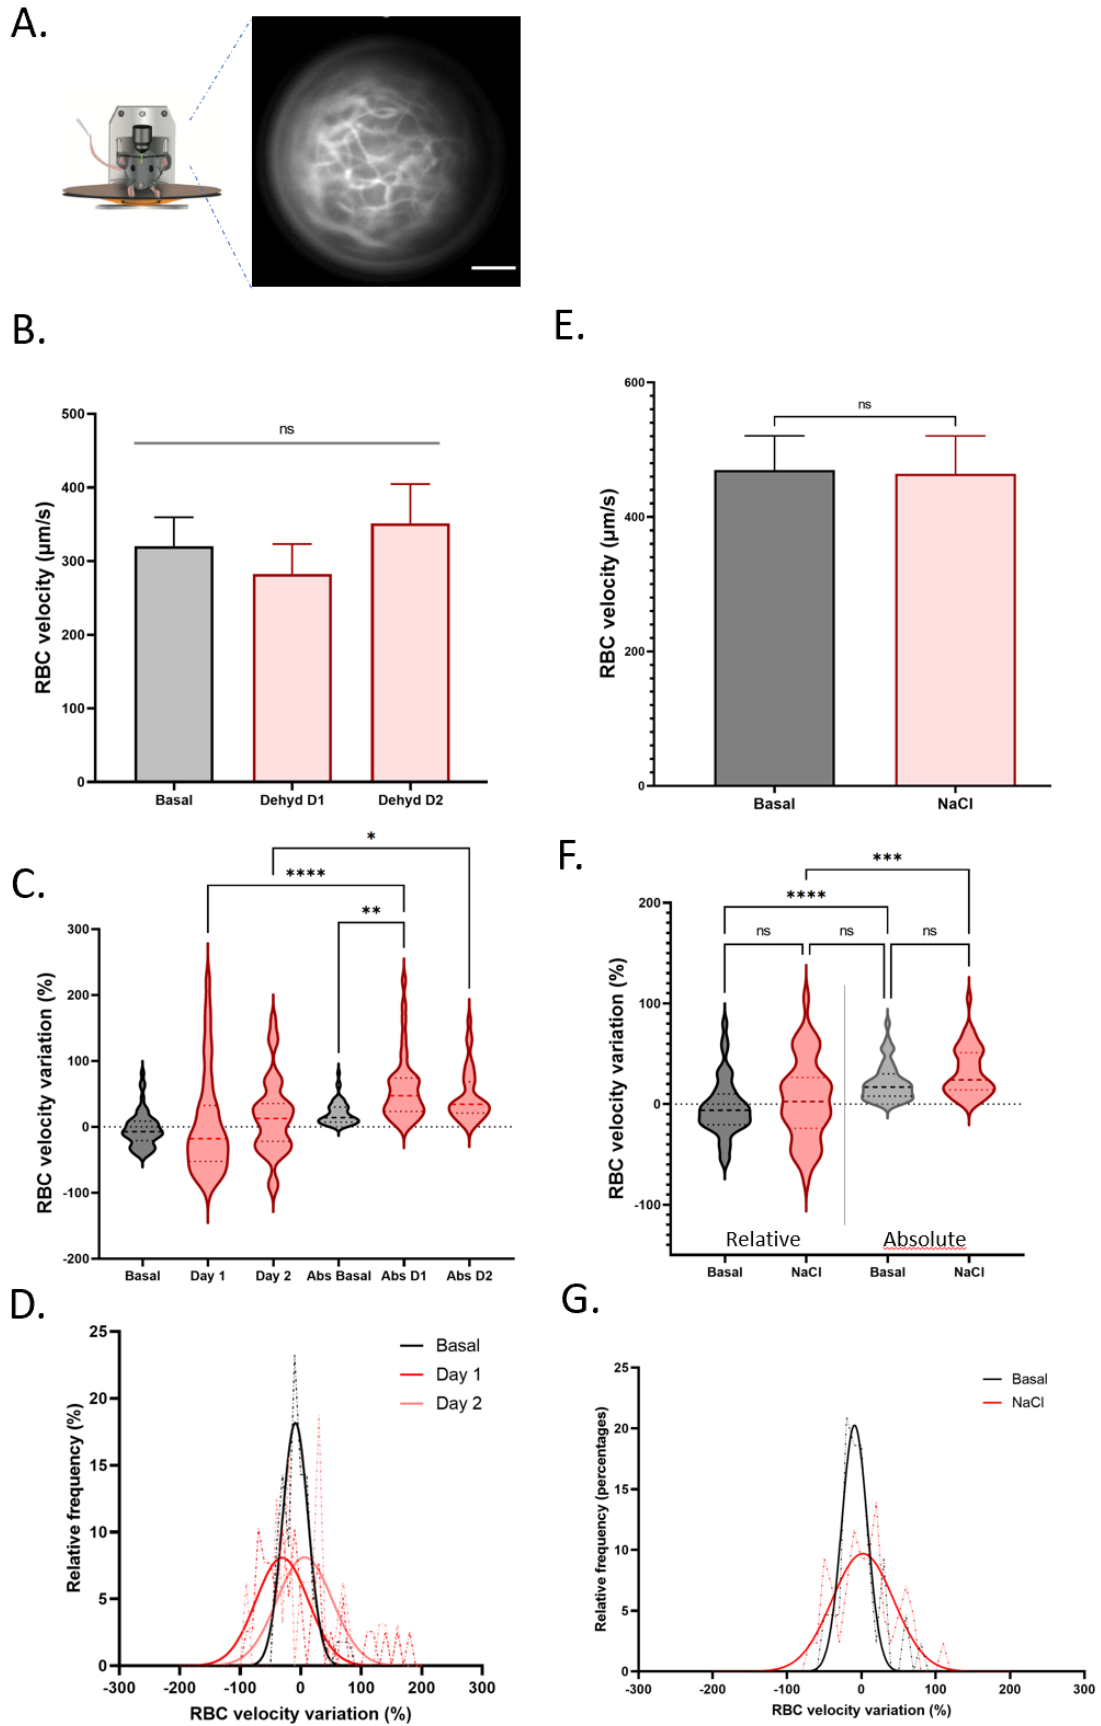 A.
B.
500
400
300
200
100
0
RBC velocity (µm/s)
ns
Basal
Dehyd D1
Dehyd D2
E.
600
400
200
0
RBC velocity (µm/s)
ns
Basal
NaCl
C.
300
200
100
0
-100
-200
RBC velocity variation (%)
*
****
**
Basal
Day 1
Day 2
Abs Basal
Abs D1
Abs D2
F.
200
100
0
-100
RBC velocity variation (%)
***
****
ns
ns
ns
Relative
Absolute
Basal
NaCl
Basal
NaCl
D.
25
20
15
10
5
0
Relative frequency (%)
Basal
Day 1
Day 2
-300
-200
-100
0
100
200
300
RBC velocity variation (%)
G.
25
20
15
10
5
0
Relative frequency (percentages)
Basal
NaCl
-300
-200
-100
0
100
200
300
RBC velocity variation (%)